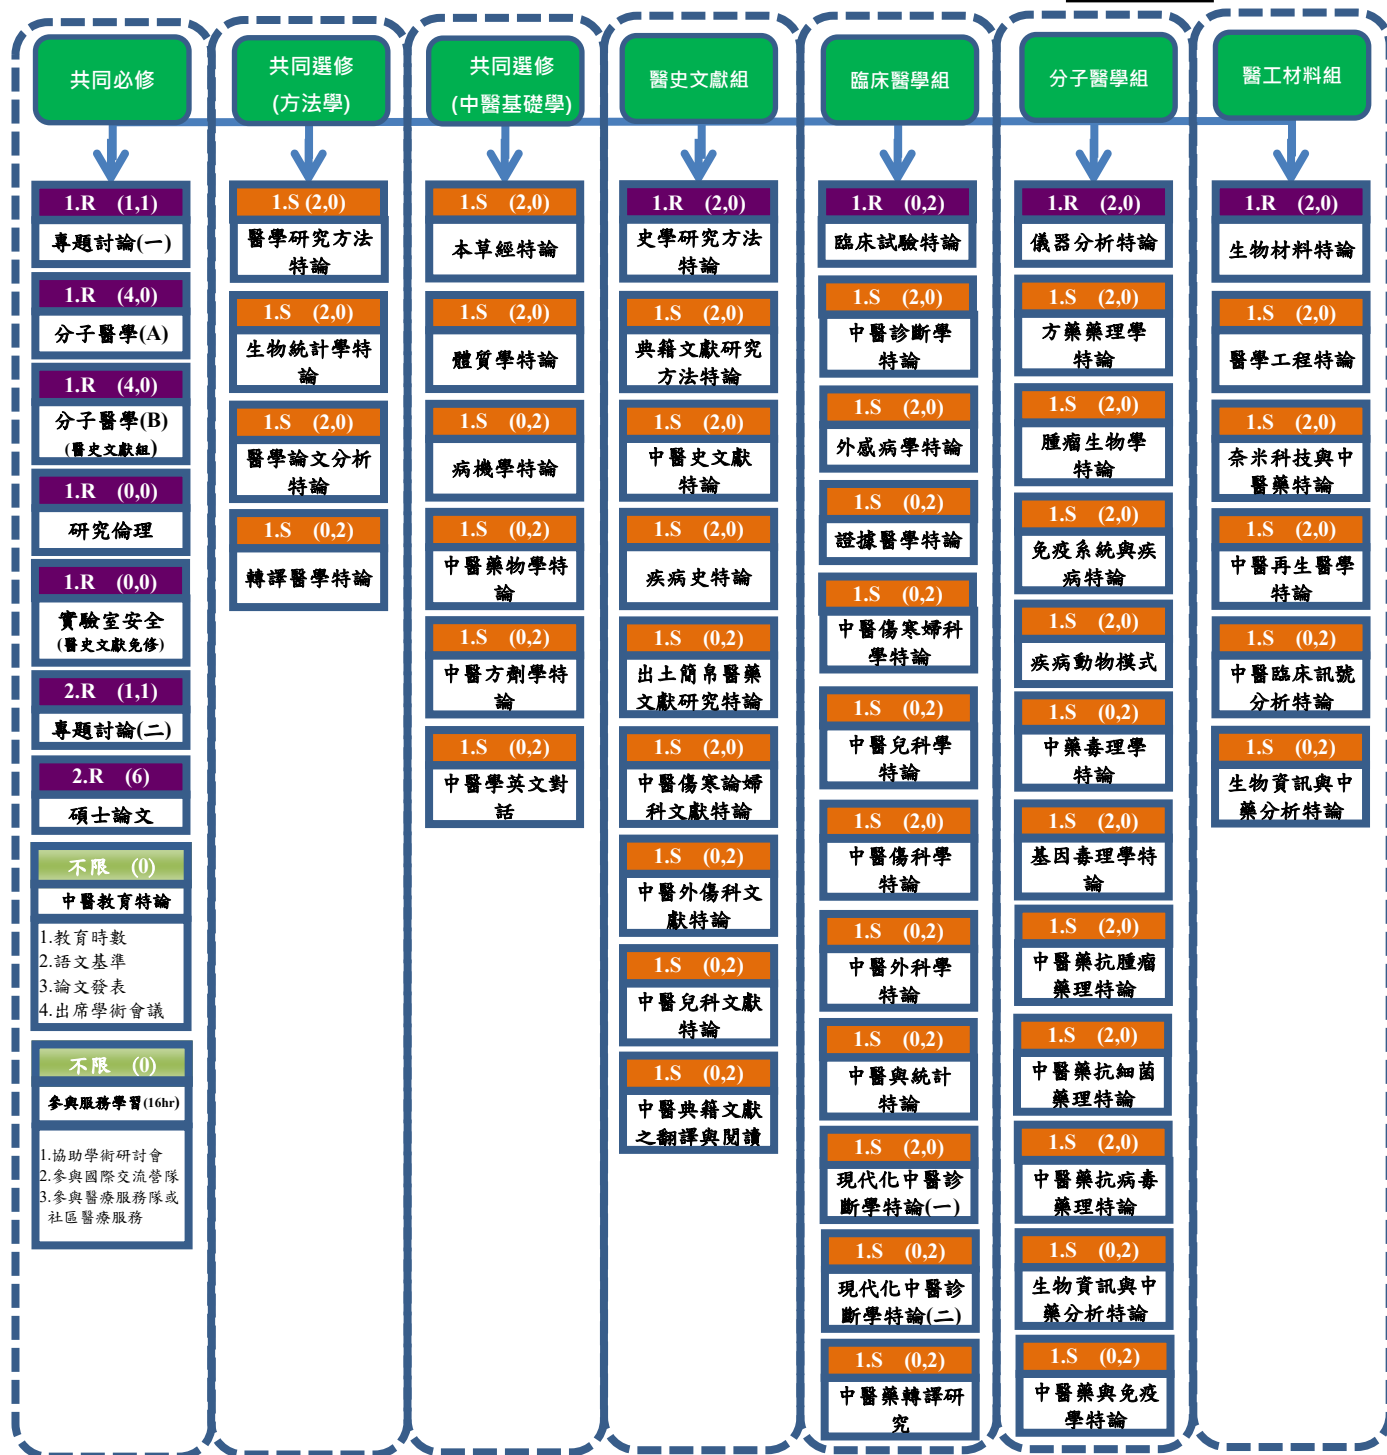 共同必修
1.R (1,1)
專題討論(一)
1.R (4,0)
分子醫學(A)
1.R (4,0)
分子醫學(B)
(醫史文獻組)
1.R (0,0)
研究倫理
1.R (0,0)
實驗室安全
(醫史文獻免修)
2.R (1,1)
專題討論(二)
2.R (6)
碩士論文
不限 (0)
中醫教育特論
1.教育時數
2.語文基準
3.論文發表
4.出席學術會議
不限 (0)
參與服務學習(16hr)
1.協助學術研討會
2.參與國際交流營隊
3.參與醫療服務隊或
社區醫療服務
共同選修
(方法學)
1.S (2,0)
醫學研究方法
特論
1.S (2,0)
生物統計學特
論
1.S (2,0)
醫學論文分析
特論
1.S (0,2)
轉譯醫學特論
共同選修
(中醫基礎學)
1.S (2,0)
本草經特論
1.S (2,0)
體質學特論
1.S (0,2)
病機學特論
1.S (0,2)
中醫藥物學特
論
1.S (0,2)
中醫方劑學特
論
1.S (0,2)
中醫學英文對
話
醫史文獻組
1.R (2,0)
史學研究方法
特論
1.S (2,0)
典籍文獻研究
方法特論
1.S (2,0)
中醫史文獻
特論
1.S (2,0)
疾病史特論
1.S (0,2)
出土簡帛醫藥
文獻研究特論
1.S (2,0)
中醫傷寒論婦
科文獻特論
1.S (0,2)
中醫外傷科文
獻特論
1.S (0,2)
中醫兒科文獻
特論
1.S (0,2)
中醫典籍文獻
之翻譯與閱讀
臨床醫學組
1.R (0,2)
臨床試驗特論
1.S (2,0)
中醫診斷學
特論
1.S (2,0)
外感病學特論
1.S (0,2)
證據醫學特論
1.S (0,2)
中醫傷寒婦科
學特論
1.S (0,2)
中醫兒科學
特論
1.S (2,0)
中醫傷科學
特論
1.S (0,2)
中醫外科學
特論
1.S (0,2)
中醫與統計
特論
1.S (2,0)
現代化中醫診
斷學特論(一)
1.S (0,2)
現代化中醫診
斷學特論(二)
1.S (0,2)
中醫藥轉譯研
究
分子醫學組
1.R (2,0)
儀器分析特論
1.S (2,0)
方藥藥理學
特論
1.S (2,0)
腫瘤生物學
特論
1.S (2,0)
免疫系統與疾
病特論
1.S (2,0)
疾病動物模式
1.S (0,2)
中藥毒理學
特論
1.S (2,0)
基因毒理學特
論
1.S (2,0)
中醫藥抗腫瘤
藥理特論
1.S (2,0)
中醫藥抗細菌
藥理特論
1.S (2,0)
中醫藥抗病毒
藥理特論
1.S (0,2)
生物資訊與中
藥分析特論
1.S (0,2)
中醫藥與免疫
學特論
醫工材料組
1.R (2,0)
生物材料特論
1.S (2,0)
醫學工程特論
1.S (2,0)
奈米科技與中
醫藥特論
1.S (2,0)
中醫再生醫學
特論
1.S (0,2)
中醫臨床訊號
分析特論
1.S (0,2)
生物資訊與中
藥分析特論